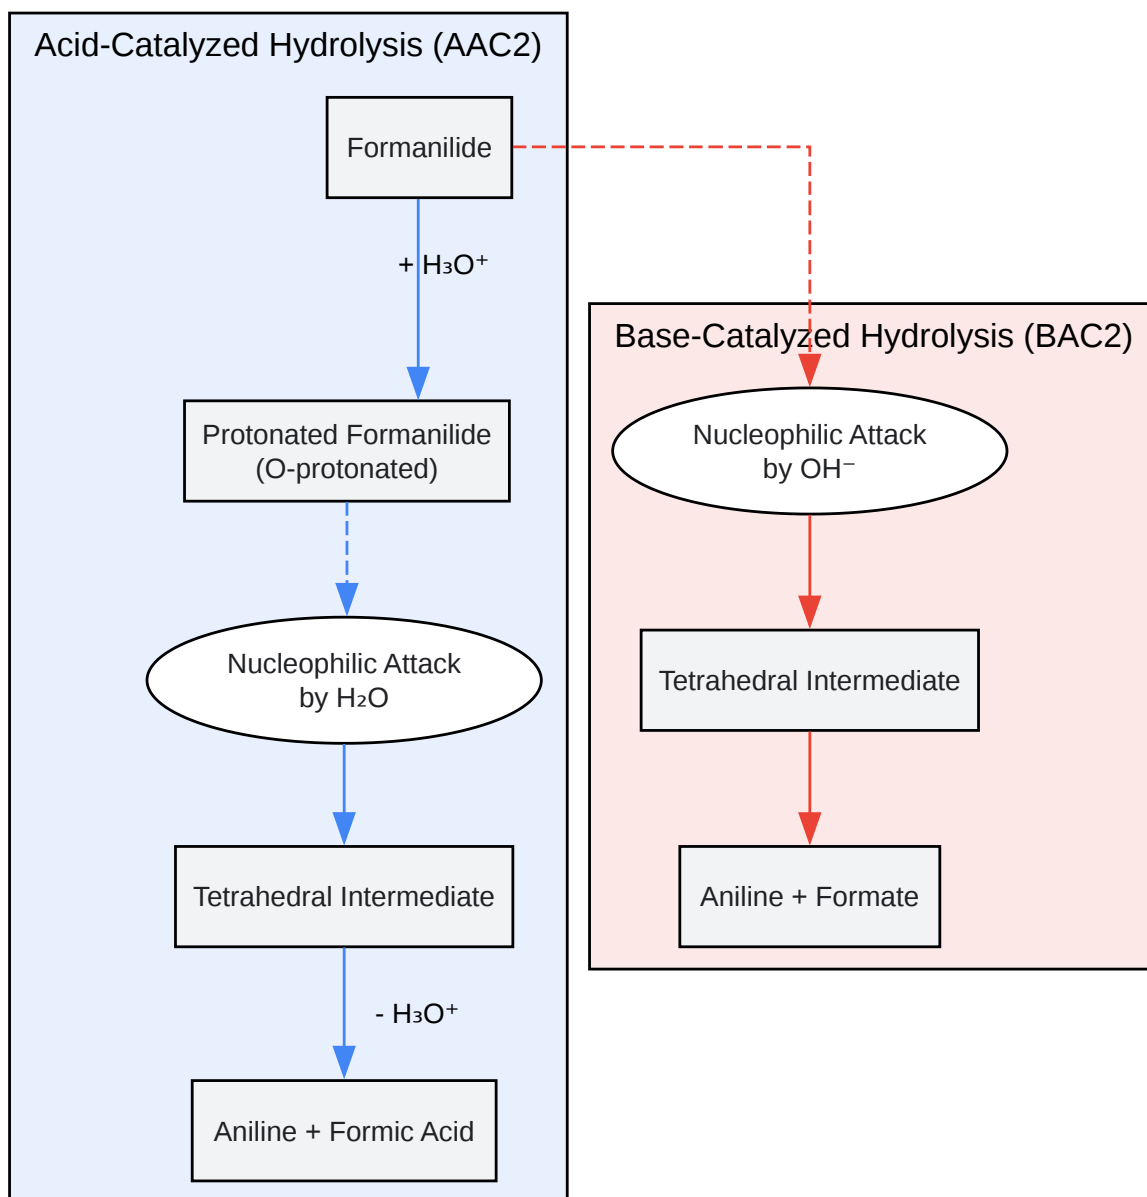 Acid-Catalyzed Hydrolysis (AAC2)
Formanilide
+ H₃O⁺
Protonated Formanilide
(O-protonated)
Nucleophilic Attack
by H₂O
Tetrahedral Intermediate
- H₃O⁺
Aniline + Formic Acid
Base-Catalyzed Hydrolysis (BAC2)
Nucleophilic Attack
by OH⁻
Tetrahedral Intermediate
Aniline + Formate